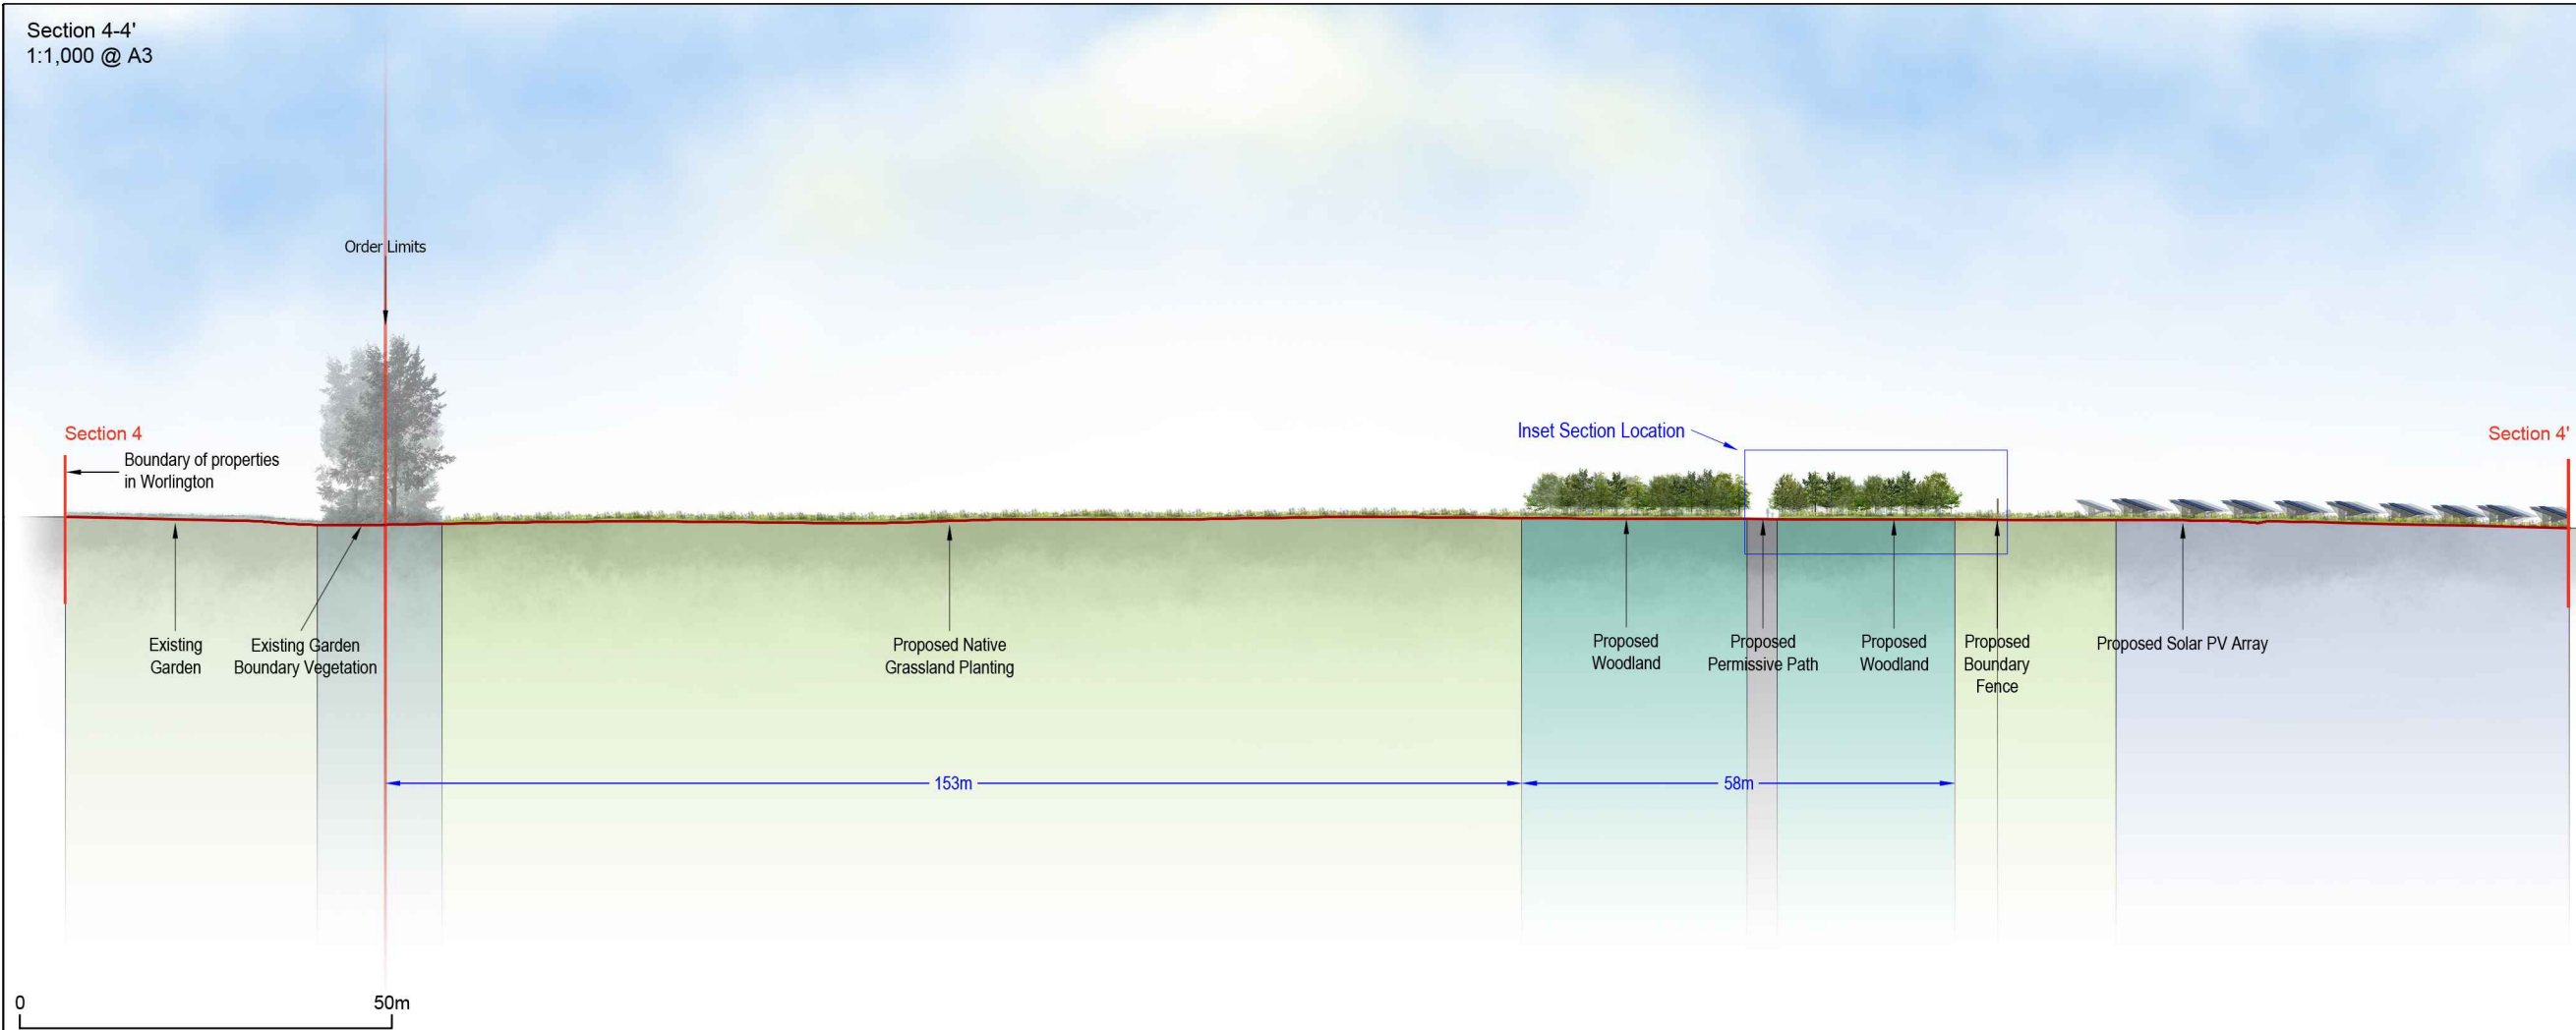 Section 4-4'
1:1,000 @ A3
Order Limits
Section 4
Boundary of properties
in Worlington
Inset Section Location
Section 4'
Existing
Garden
Existing Garden
Boundary Vegetation
Proposed Native
Grassland Planting
Proposed
Woodland
Proposed
Permissive Path
Proposed
Woodland
Proposed
Boundary
Fence
Proposed Solar PV Array
153m
58m
0
50m